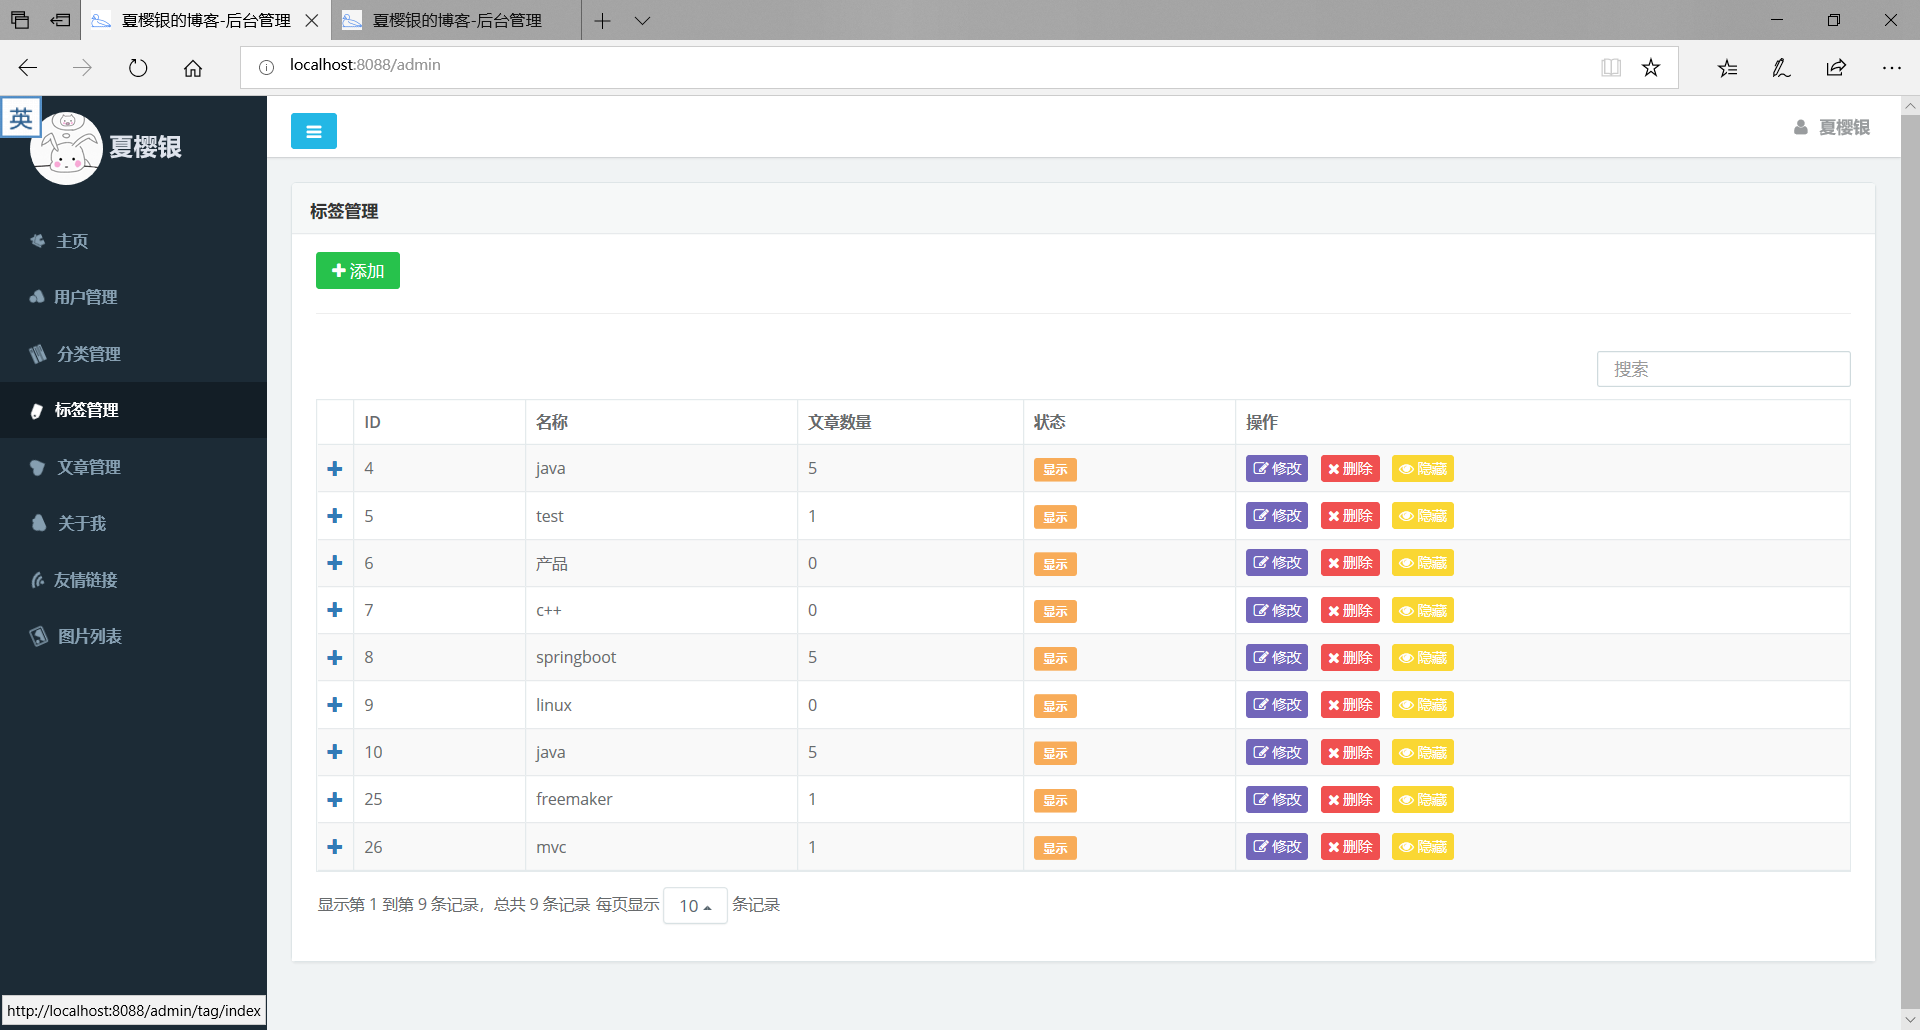 夏樱银的博客-后台管理 夏樱银的博客-后台管理
localhost:8088/admin
英
夏樱银
夏樱银
主页
用户管理
分类管理
标签管理
文章管理
关于我
友情链接
图片列表
标签管理
添加
搜索
ID 名称 文章数量 状态 操作
4 java 5 显示 修改 删除 隐藏
5 test 1 显示 修改 删除 隐藏
6 产品 0 显示 修改 删除 隐藏
7 c++ 0 显示 修改 删除 隐藏
8 springboot 5 显示 修改 删除 隐藏
9 linux 0 显示 修改 删除 隐藏
10 java 5 显示 修改 删除 隐藏
25 freemaker 1 显示 修改 删除 隐藏
26 mvc 1 显示 修改 删除 隐藏
显示第 1 到第 9 条记录，总共 9 条记录 每页显示 10 条记录
http://localhost:8088/admin/tag/index